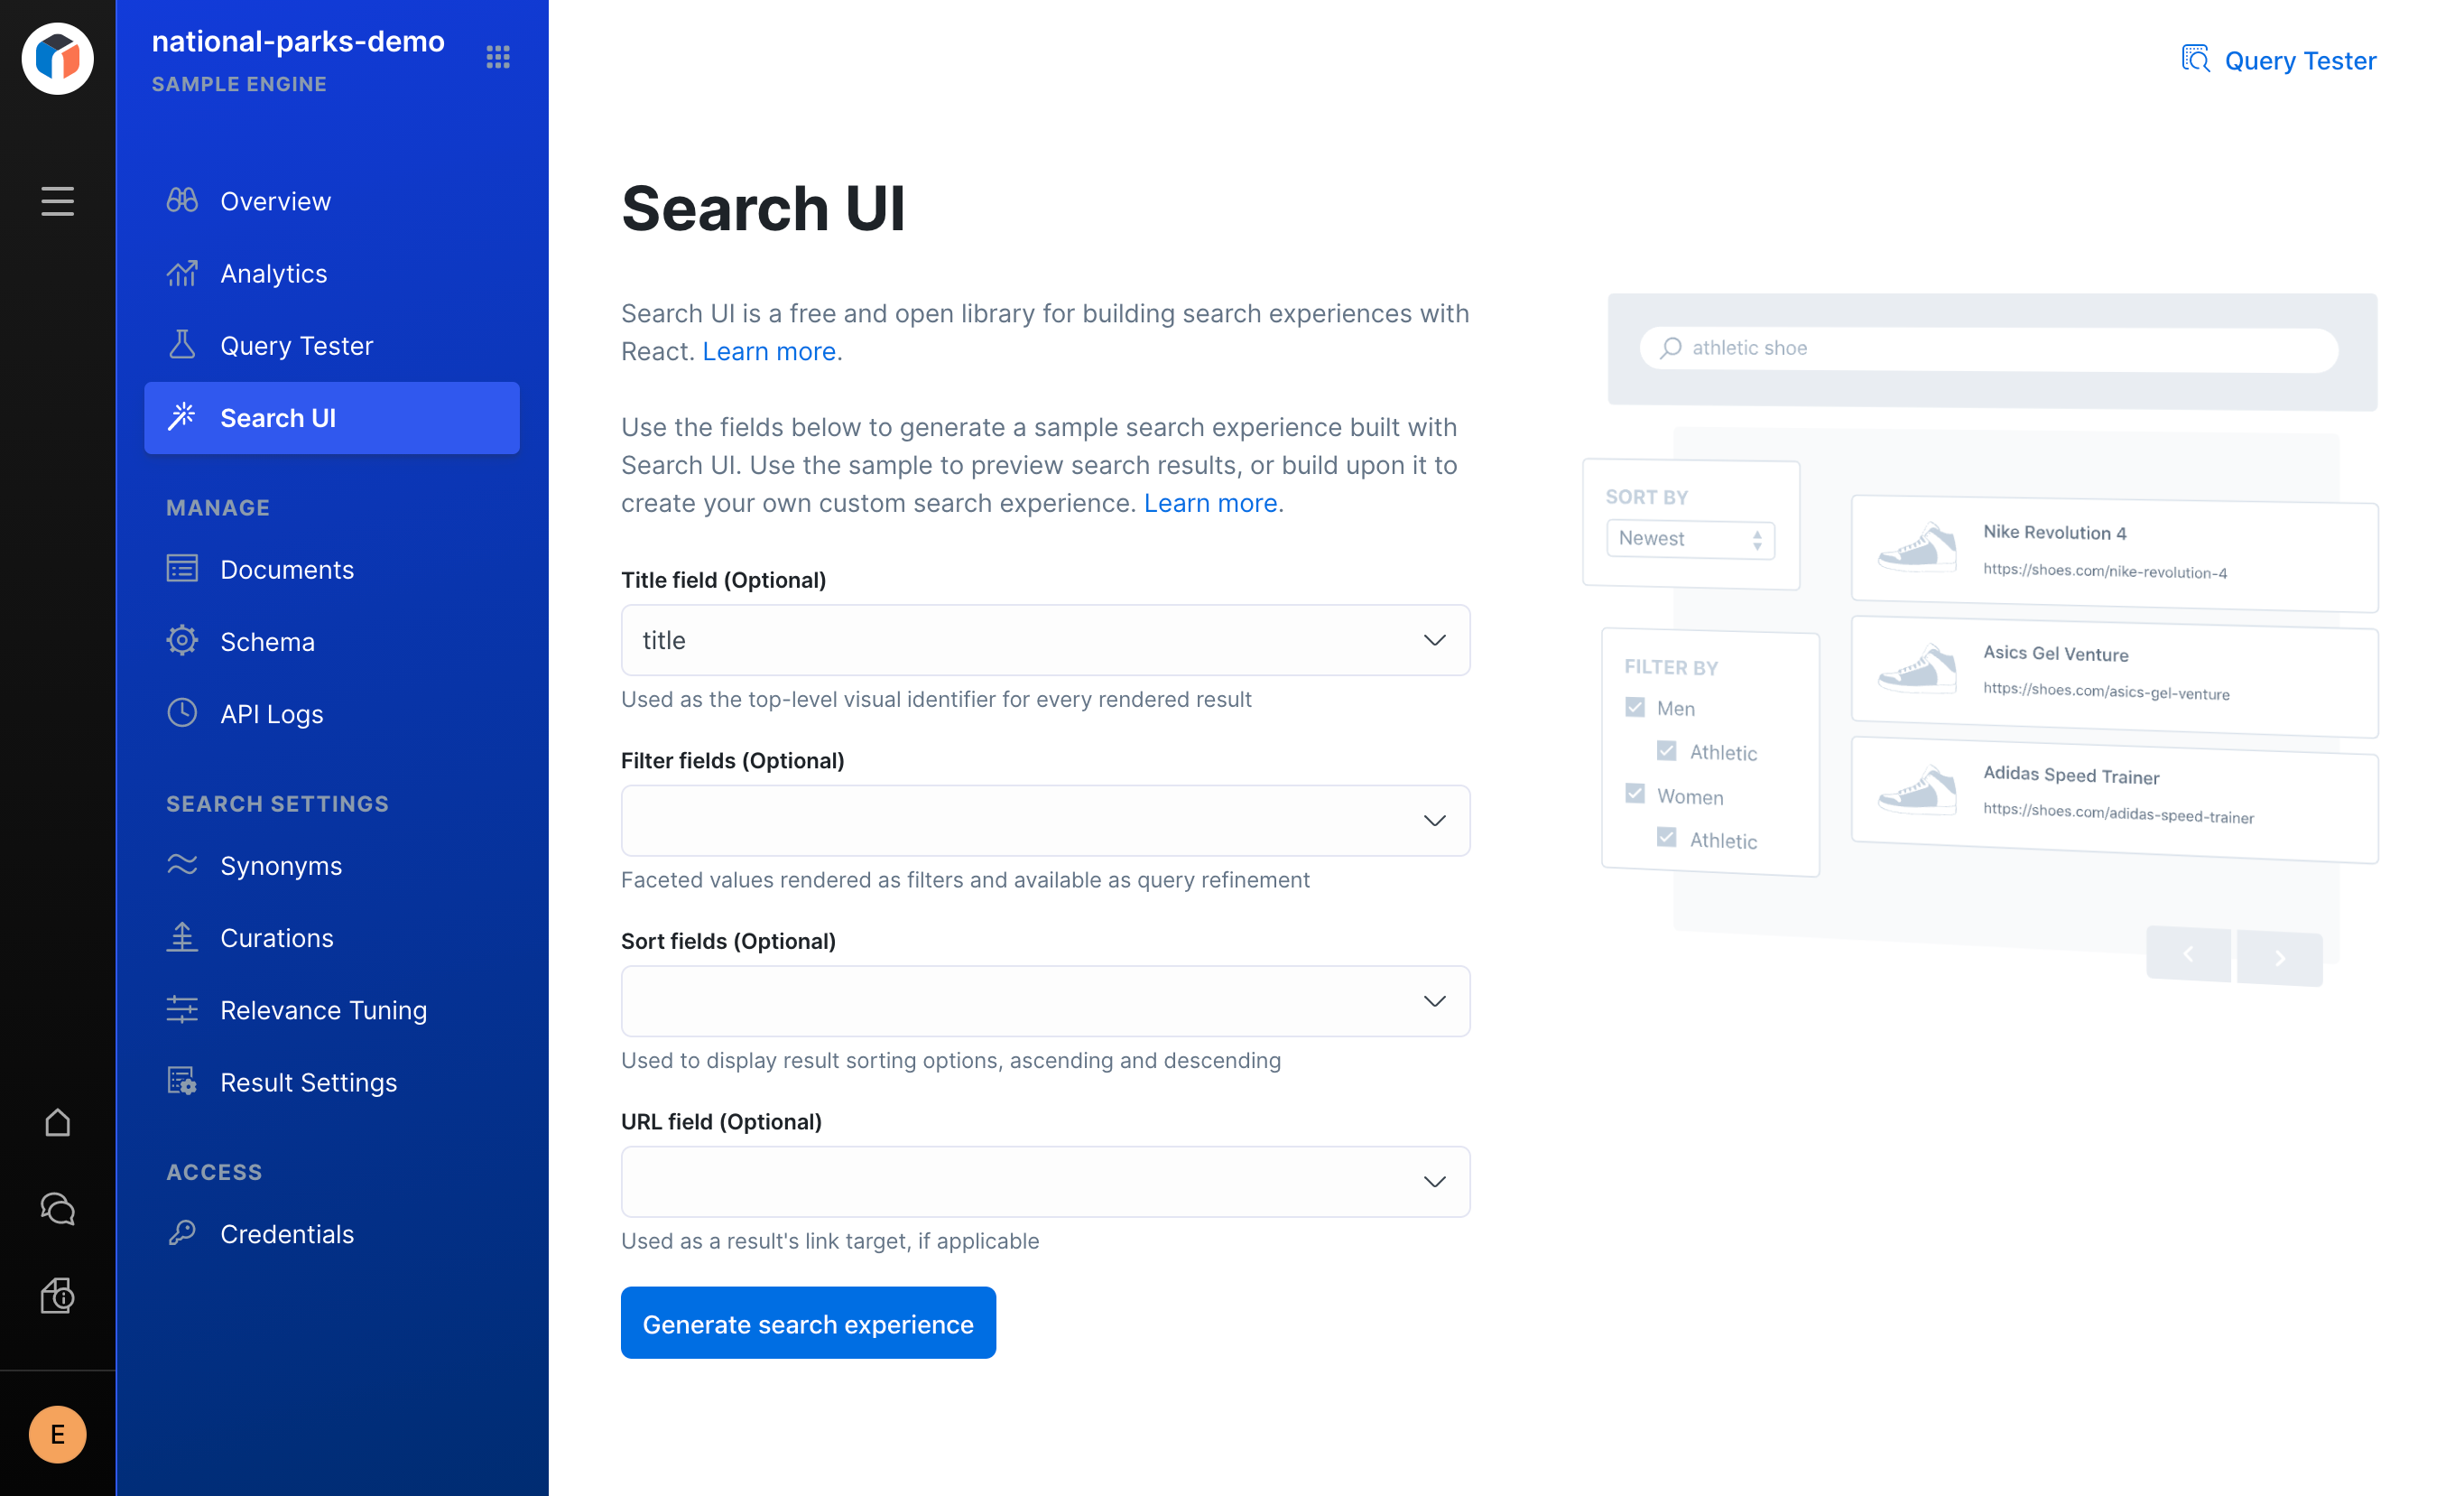 national-parks-demo
SAMPLE ENGINE
Overview
Analytics
Query Tester
Search UI
MANAGE
Documents
Schema
API Logs
SEARCH SETTINGS
Synonyms
Curations
Relevance Tuning
Result Settings
ACCESS
Credentials
E
Query Tester
Search UI
Search UI is a free and open library for building search experiences with
React. Learn more.
Use the fields below to generate a sample search experience built with
Search UI. Use the sample to preview search results, or build upon it to
create your own custom search experience. Learn more.
Title field (Optional)
title
Used as the top-level visual identifier for every rendered result
Filter fields (Optional)
Faceted values rendered as filters and available as query refinement
Sort fields (Optional)
Used to display result sorting options, ascending and descending
URL field (Optional)
Used as a result's link target, if applicable
Generate search experience
athletic shoe
SORT BY
Newest
FILTER BY
Men
Athletic
Women
Athletic
Nike Revolution 4
https://shoes.com/nike-revolution-4
Asics Gel Venture
https://shoes.com/asics-gel-venture
Adidas Speed Trainer
https://shoes.com/adidas-speed-trainer